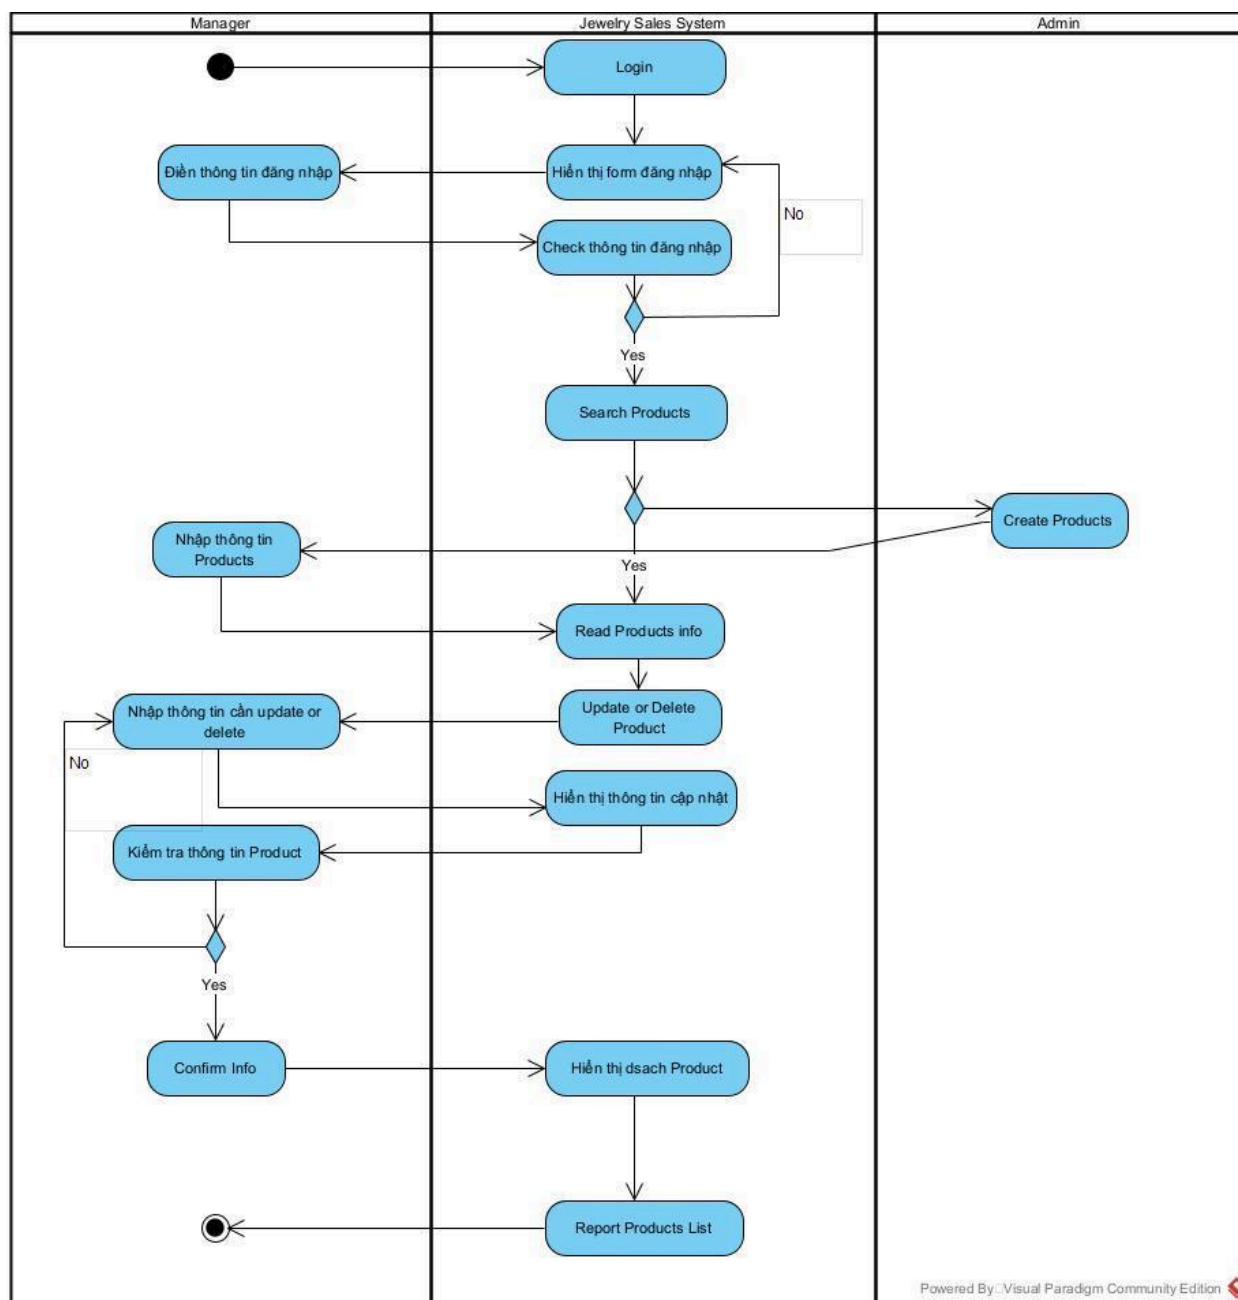 Manager
Jewelry Sales System
Admin
Login
Điền thông tin đăng nhập
Hiển thị form đăng nhập
No
Check thông tin đăng nhập
Yes
Search Products
Create Products
Nhập thông tin
Products
Yes
Read Products info
Nhập thông tin cần update or
delete
Update or Delete
Product
No
Hiển thị thông tin cập nhật
Kiểm tra thông tin Product
Yes
Confirm Info
Hiển thị dsach Product
Report Products List
Powered By Visual Paradigm Community Edition